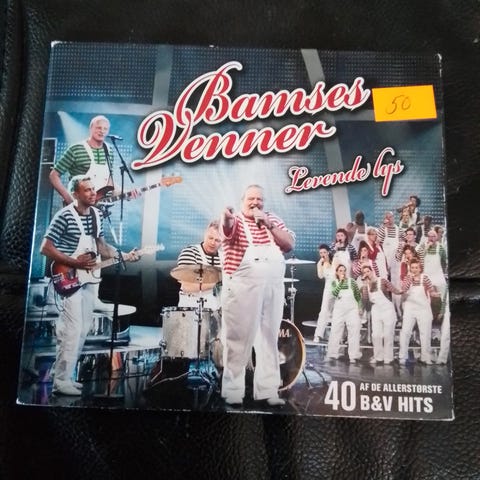 Bamses
Venner
50
Levende lys
40 AF DE ALLERSTØRSTE
B&V HITS